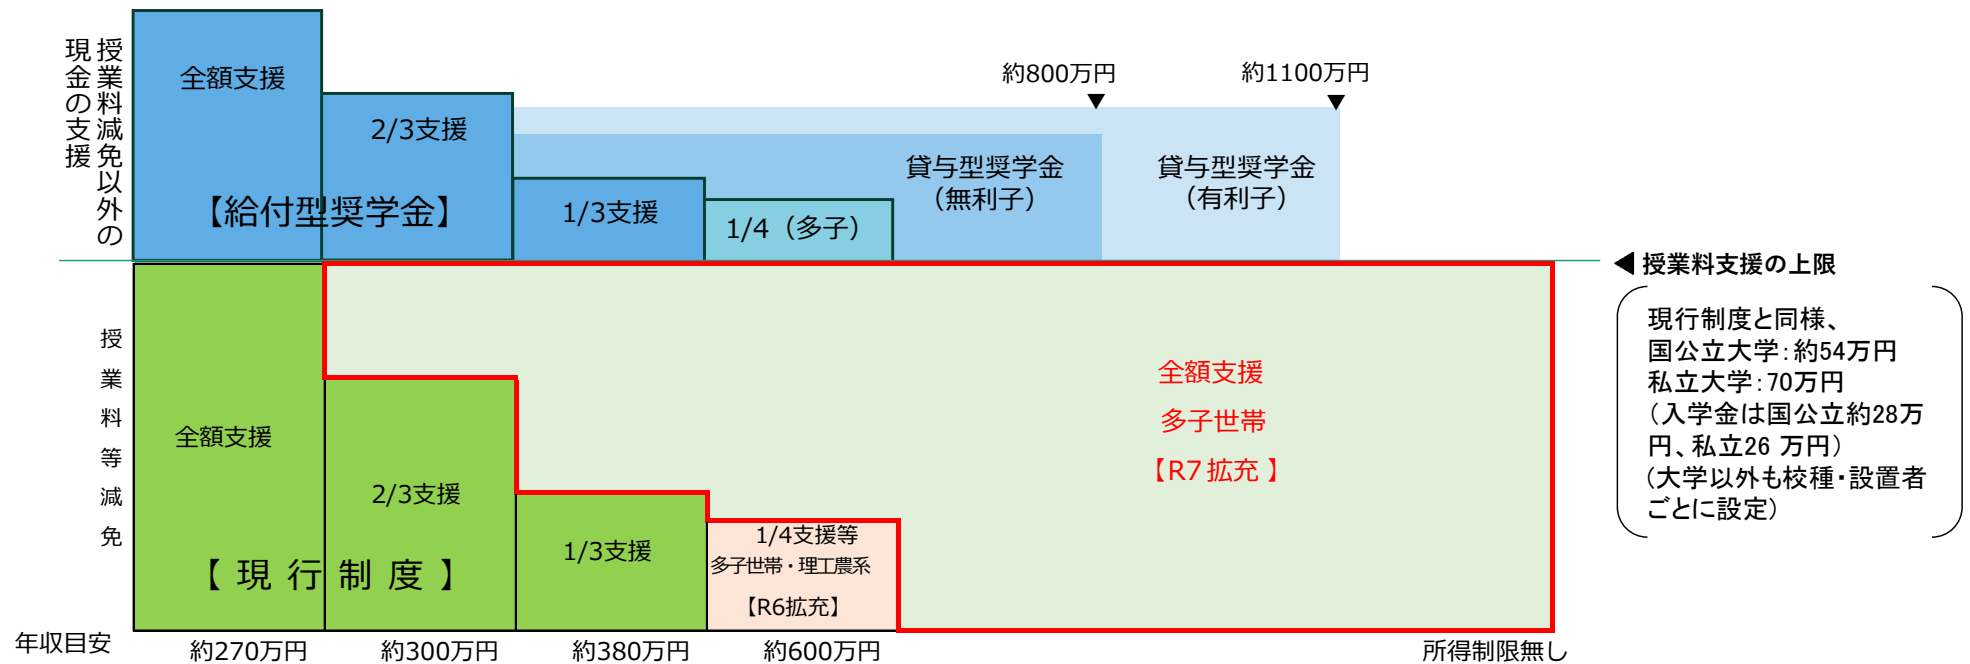 授業料減免以外の
現金の支援
全額支援
2/3支援
【給付型奨学金】
1/3支援
1/4（多子）
約800万円
約1100万円
貸与型奨学金
（無利子）
貸与型奨学金
（有利子）
授業料等減免
全額支援
2/3支援
【現行制度】
1/3支援
1/4支援等
多子世帯・理工農系
【R6拡充】
全額支援
多子世帯
【R7拡充】
◀授業料支援の上限
現行制度と同様、
国公立大学：約54万円
私立大学：70万円
（入学金は国公立約28万
円、私立26 万円）
（大学以外も校種・設置者
ごとに設定）
年収目安
約270万円
約300万円
約380万円
約600万円
所得制限無し